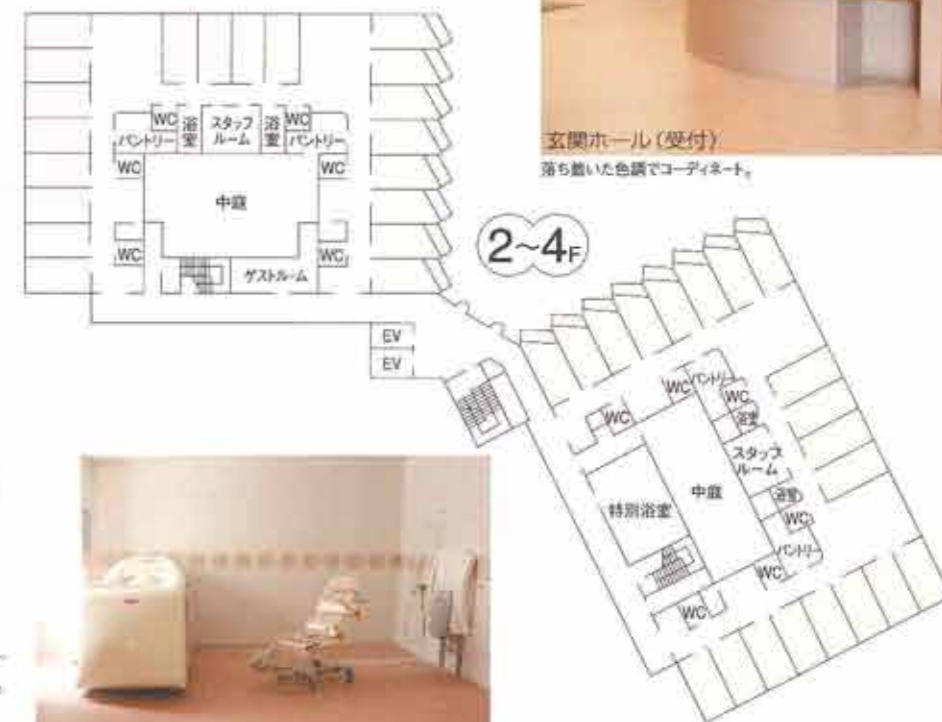 玄関ホール(受付)
落ち着いた色調でコーディネート。
2~4F
WC
浴室
スタッフルーム
浴室
WC
パントリー
パントリー
WC
WC
中庭
WC
WC
ゲストルーム
EV
EV
WC
パントリー
WC
WC
浴室
スタッフルーム
中庭
特別浴室
浴室
WC
パントリー
WC
WC